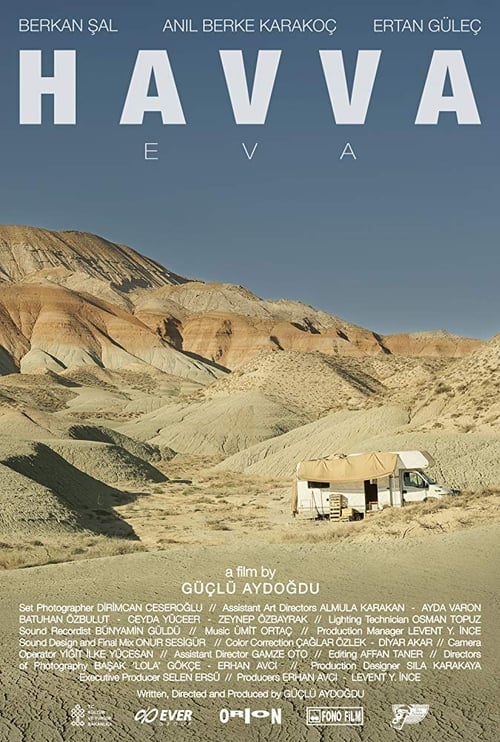 BERKAN ŞAL ANIL BERKE KARAKOÇ ERTAN GÜLEÇ
HAVVA
EVA
a film by
GÜÇLÜ AYDOĞDU
Set Photographer DİRİMCAN CESEROĞLU // Assistant Art Directors ALMULA KARAKAN - AYDA VARON
BATUHAN ÖZBULUT - CEYDA YÜCEER - ZEYNEP ÖZBAYRAK // Lighting Technician OSMAN TOPUZ
Sound Recordist BÜNYAMİN GÜLDÜ // Music ÜMİT ORTAÇ // Production Manager LEVENT Y. İNCE
Sound Design and Final Mix ONUR SESİGÜR // Color Correction ÇAĞLAR ÖZLEK - DİYAR AKAR // Camera
Operator YİĞİT İLKE YÜCESAN // Assistant Director GAMZE OTO // Editing AFFAN TANER // Directors
of Photography BAŞAK 'LOLA' GÖKÇE - ERHAN AVCI // Production Designer SILA KARAKAYA
Executive Producer SELEN ERSÜ // Producers ERHAN AVCI - LEVENT Y. İNCE
Written, Directed and Produced by GÜÇLÜ AYDOĞDU
T.C.
KÜLTÜR
VE TURİZM
BAKANLIĞI
EVER
ORION
FONO FILM